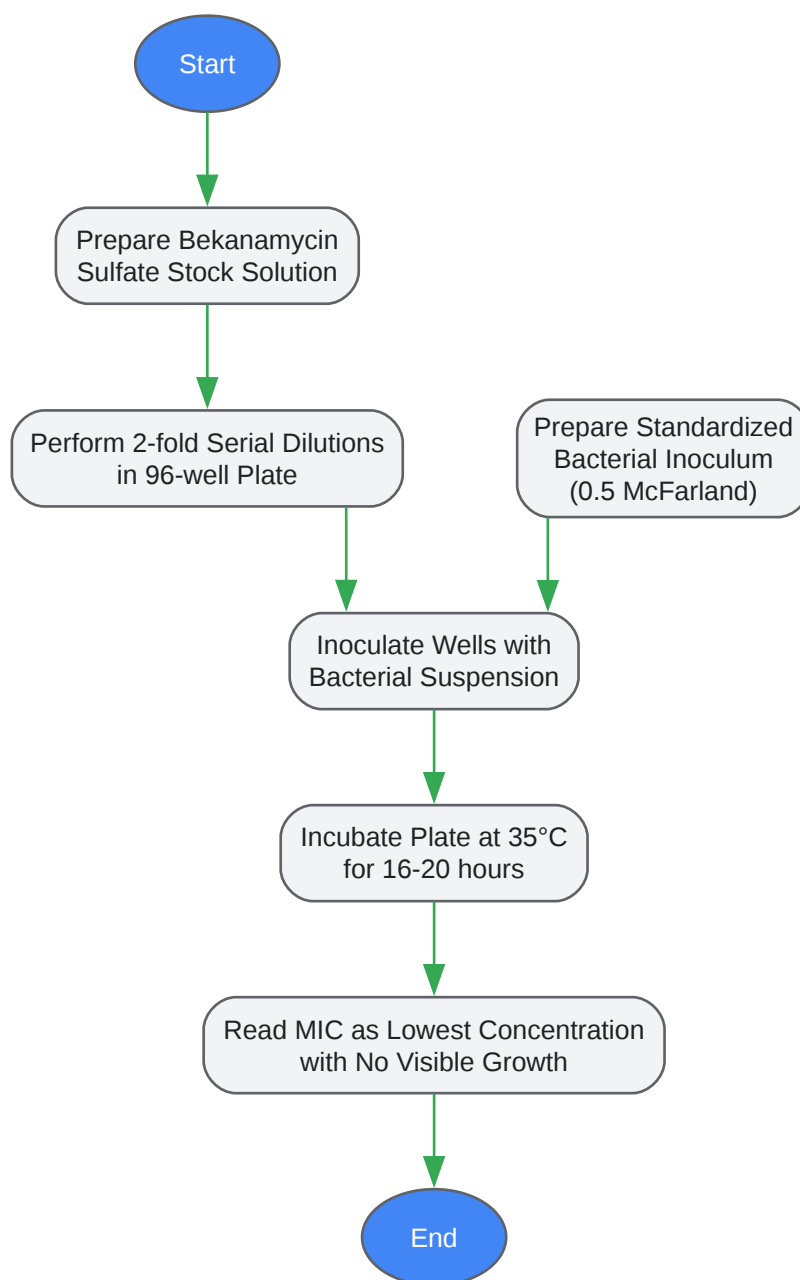 Start
Prepare Bekanamycin
Sulfate Stock Solution
Perform 2-fold Serial Dilutions
in 96-well Plate
Prepare Standardized
Bacterial Inoculum
(0.5 McFarland)
Inoculate Wells with
Bacterial Suspension
Incubate Plate at 35°C
for 16-20 hours
Read MIC as Lowest Concentration
with No Visible Growth
End